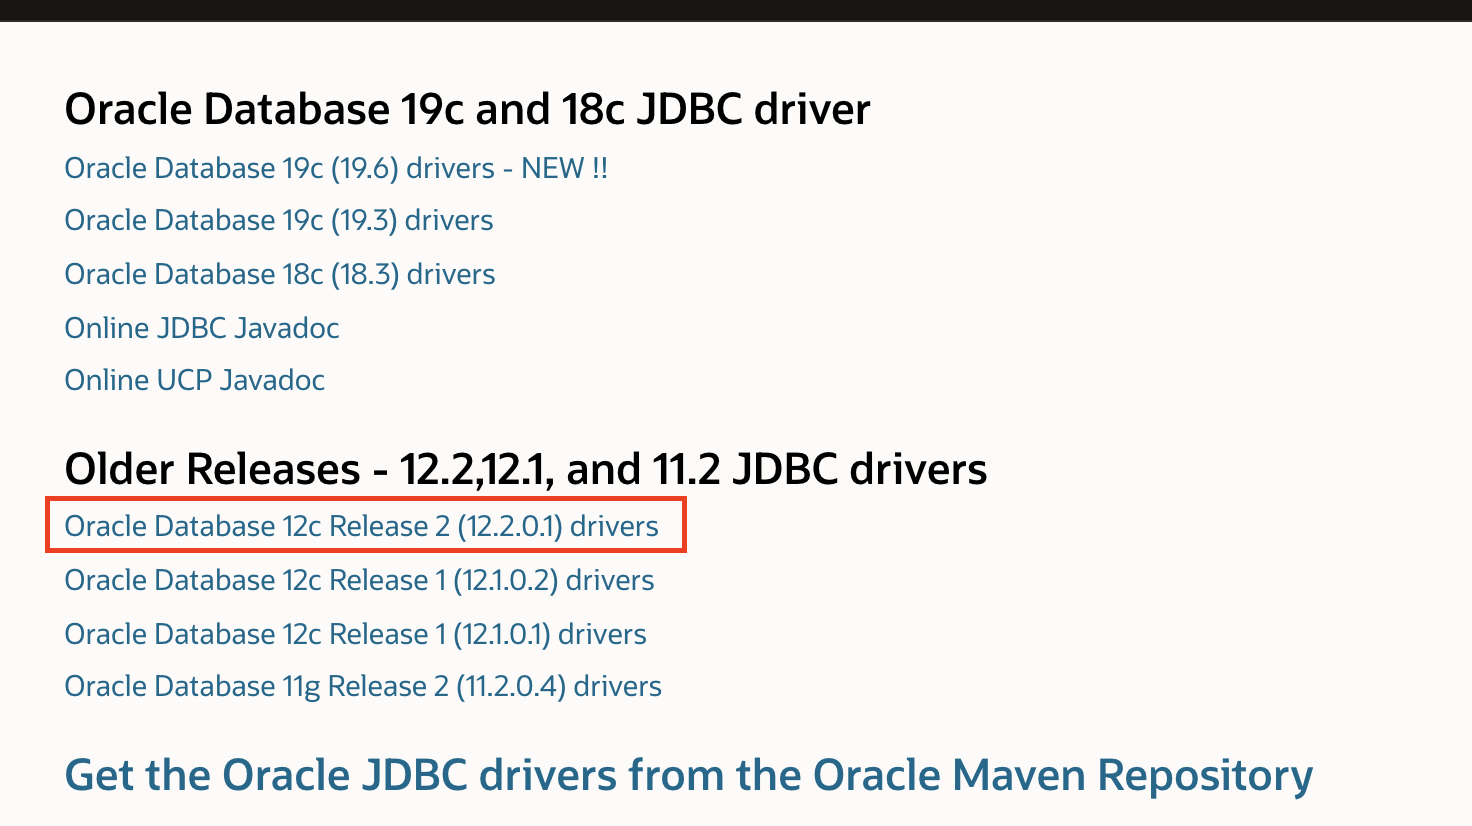 Oracle Database 19c and 18c JDBC driver
Oracle Database 19c (19.6) drivers - NEW !!
Oracle Database 19c (19.3) drivers
Oracle Database 18c (18.3) drivers
Online JDBC Javadoc
Online UCP Javadoc
Older Releases - 12.2,12.1, and 11.2 JDBC drivers
Oracle Database 12c Release 2 (12.2.0.1) drivers
Oracle Database 12c Release 1 (12.1.0.2) drivers
Oracle Database 12c Release 1 (12.1.0.1) drivers
Oracle Database 11g Release 2 (11.2.0.4) drivers
Get the Oracle JDBC drivers from the Oracle Maven Repository